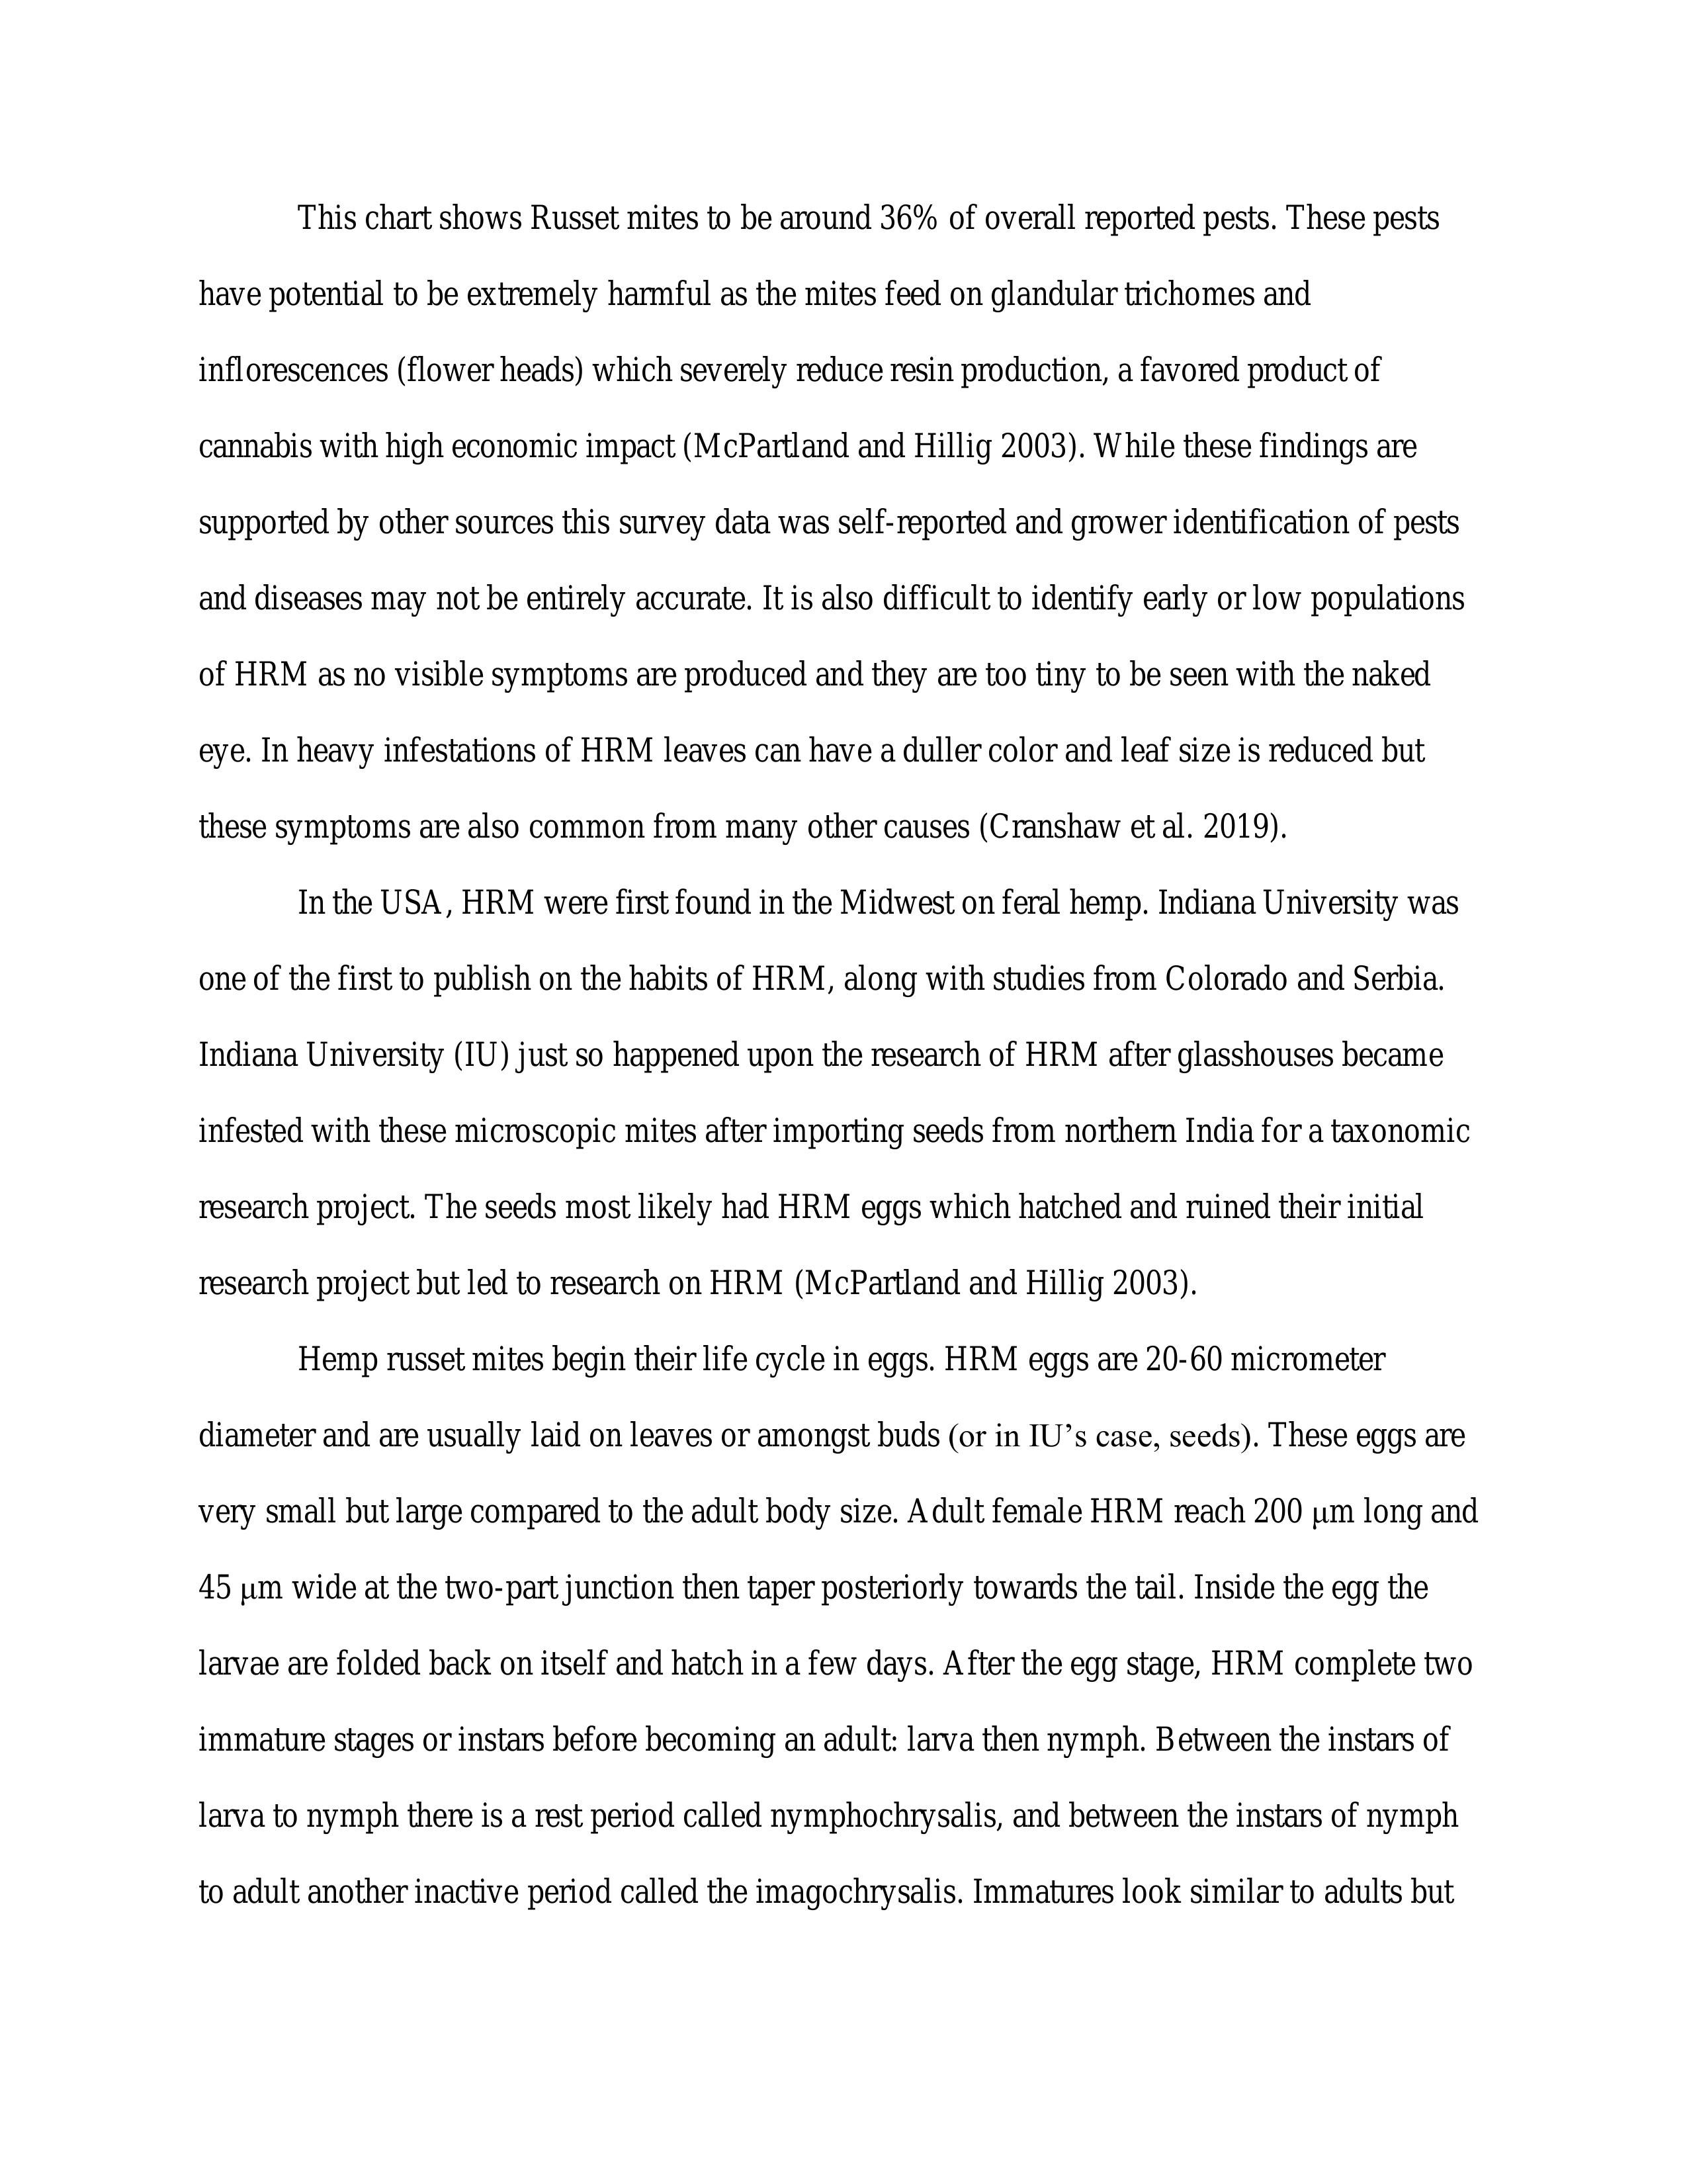 This chart shows Russet mites to be around 36% of overall reported pests. These pests
have potential to be extremely harmful as the mites feed on glandular trichomes and
inflorescences (flower heads) which severely reduce resin production, a favored product of
cannabis with high economic impact (McPartland and Hillig 2003). While these findings are
supported by other sources this survey data was self-reported and grower identification of pests
and diseases may not be entirely accurate. It is also difficult to identify early or low populations
of HRM as no visible symptoms are produced and they are too tiny to be seen with the naked
eye. In heavy infestations of HRM leaves can have a duller color and leaf size is reduced but
these symptoms are also common from many other causes (Cranshaw et al. 2019).
In the USA, HRM were first found in the Midwest on feral hemp. Indiana University was
one of the first to publish on the habits of HRM, along with studies from Colorado and Serbia.
Indiana University (IU) just so happened upon the research of HRM after glasshouses became
infested with these microscopic mites after importing seeds from northern India for a taxonomic
research project. The seeds most likely had HRM eggs which hatched and ruined their initial
research project but led to research on HRM (McPartland and Hillig 2003).
Hemp russet mites begin their life cycle in eggs. HRM eggs are 20-60 micrometer
diameter and are usually laid on leaves or amongst buds (or in IU’s case, seeds). These eggs are
very small but large compared to the adult body size. Adult female HRM reach 200 μm long and
45 μm wide at the two-part junction then taper posteriorly towards the tail. Inside the egg the
larvae are folded back on itself and hatch in a few days. After the egg stage, HRM complete two
immature stages or instars before becoming an adult: larva then nymph. Between the instars of
larva to nymph there is a rest period called nymphochrysalis, and between the instars of nymph
to adult another inactive period called the imagochrysalis. Immatures look similar to adults but